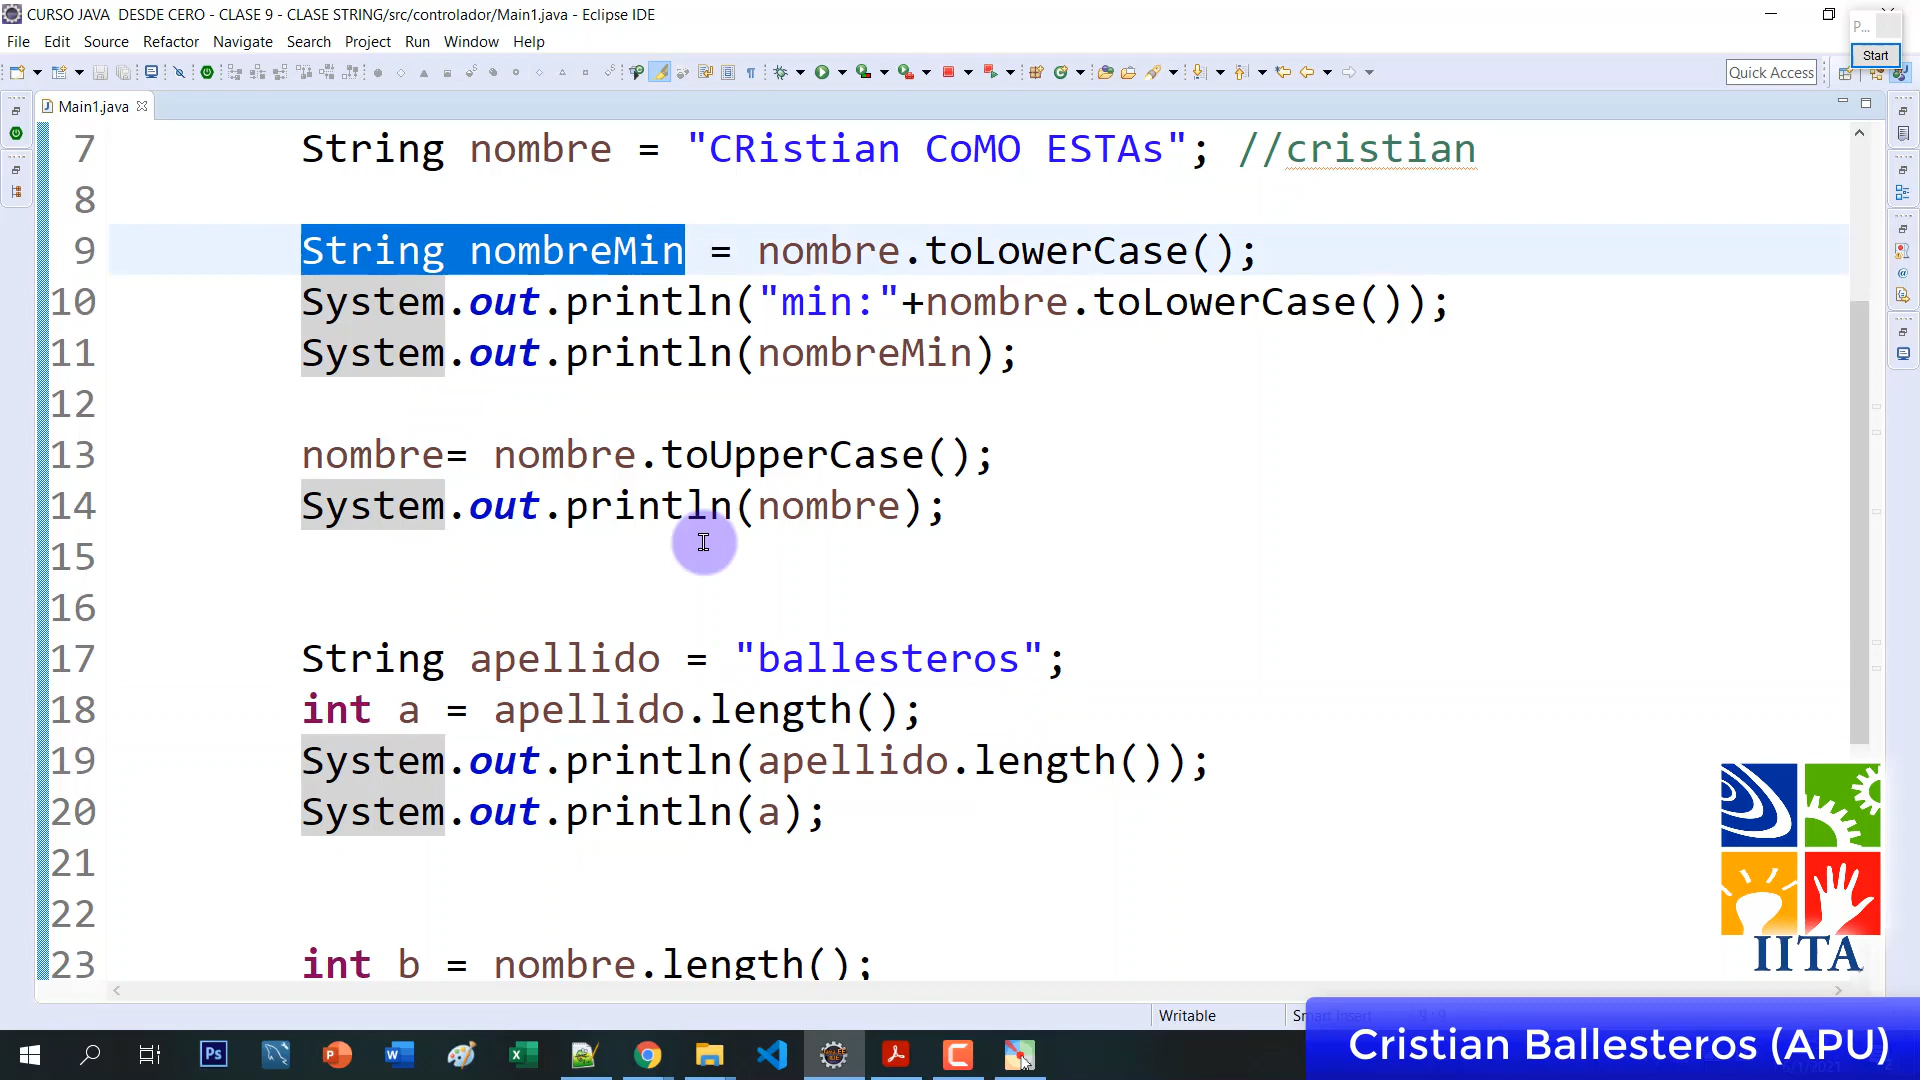 CURSO JAVA  DESDE CERO - CLASE 9 - CLASE STRING/src/controlador/Main1.java - Eclipse IDE
P...
File Edit Source Refactor Navigate Search Project Run Window Help
Start
Quick Access
Main1.java
7 String nombre = "CRistian CoMO ESTAs"; //cristian
8
9 String nombreMin = nombre.toLowerCase();
10 System.out.println("min:"+nombre.toLowerCase());
11 System.out.println(nombreMin);
12
13 nombre= nombre.toUpperCase();
14 System.out.println(nombre);
15
16
17 String apellido = "ballesteros";
18 int a = apellido.length();
19 System.out.println(apellido.length());
20 System.out.println(a);
21
22
23 int b = nombre.length();
IITA
Writable
Smart Insert
Cristian Ballesteros (APU)
Ps